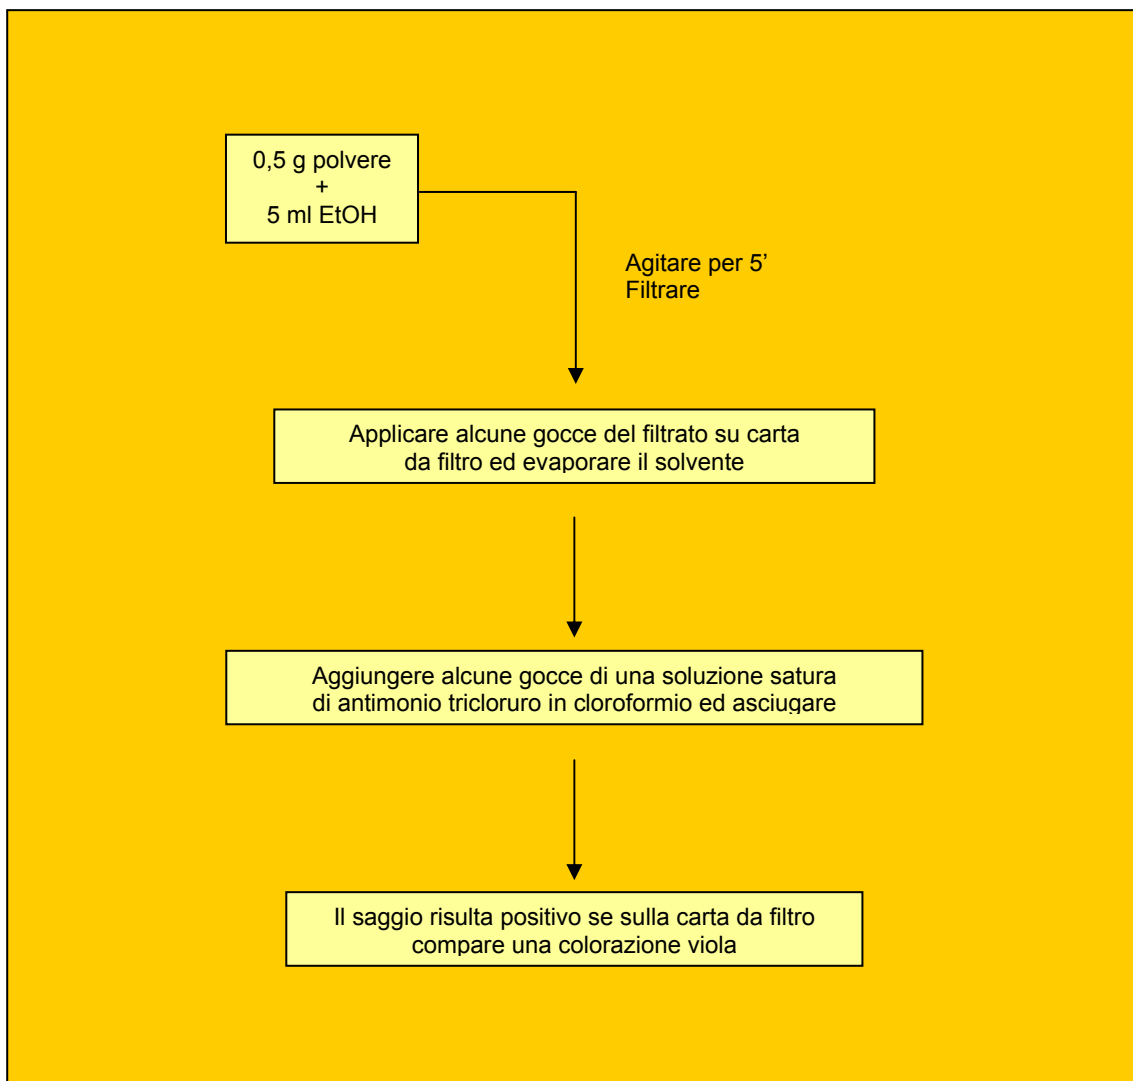 0,5 g polvere
+
5 ml EtOH
Agitare per 5’
Filtrare
Applicare alcune gocce del filtrato su carta
da filtro ed evaporare il solvente
Aggiungere alcune gocce di una soluzione satura
di antimonio tricloruro in cloroformio ed asciugare
Il saggio risulta positivo se sulla carta da filtro
compare una colorazione viola